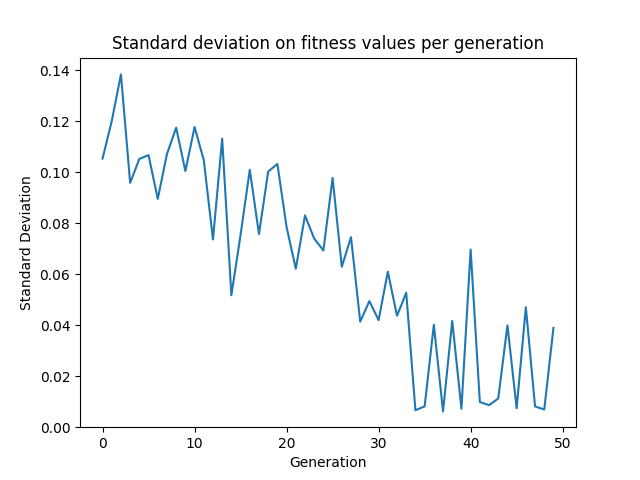 Standard deviation on fitness values per generation
0.14
0.12
0.10
0.08
0.06
0.04
0.02
0.00
Standard Deviation
0 10 20 30 40 50
Generation